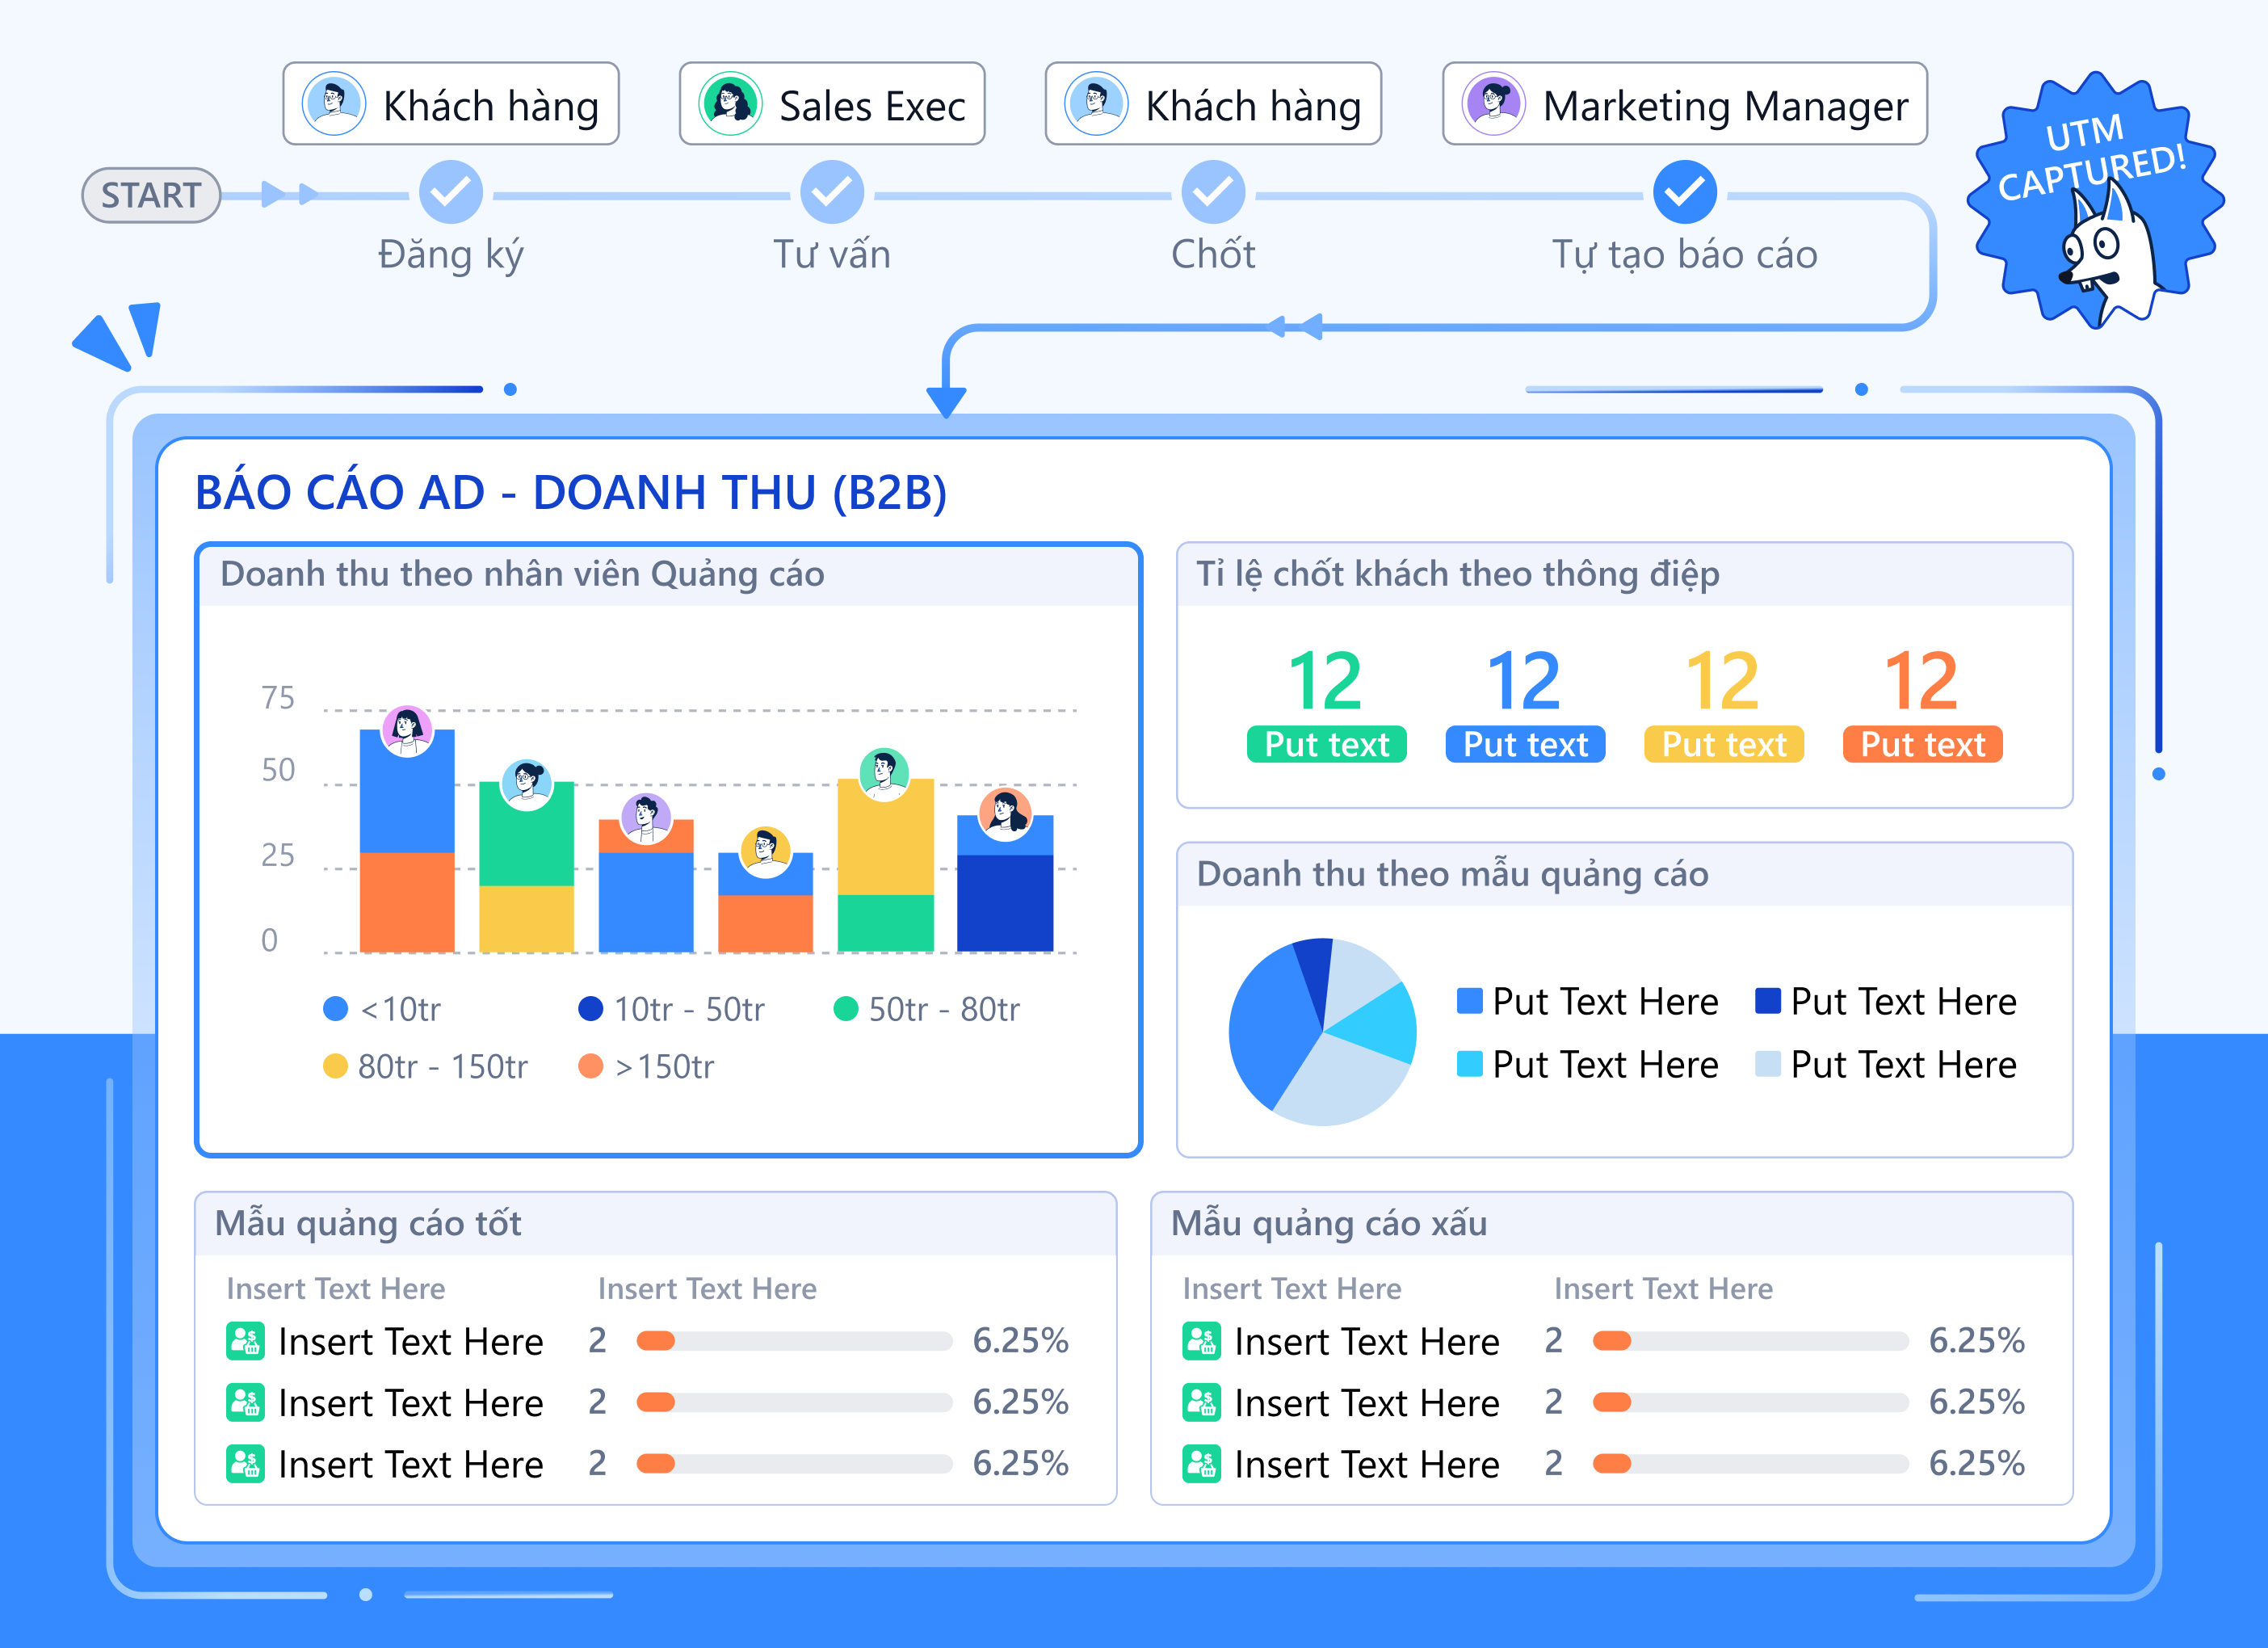 Khách hàng
Sales Exec
Khách hàng
Marketing Manager
UTM
CAPTURED!
START
Đăng ký
Tư vấn
Chốt
Tự tạo báo cáo
BÁO CÁO AD - DOANH THU (B2B)
Doanh thu theo nhân viên Quảng cáo
75
50
25
0
<10tr
10tr - 50tr
50tr - 80tr
80tr - 150tr
>150tr
Tỉ lệ chốt khách theo thông điệp
12
12
12
12
Put text
Put text
Put text
Put text
Doanh thu theo mẫu quảng cáo
Put Text Here
Put Text Here
Put Text Here
Put Text Here
Mẫu quảng cáo tốt
Insert Text Here
Insert Text Here
Insert Text Here 2 6.25%
Insert Text Here 2 6.25%
Insert Text Here 2 6.25%
Mẫu quảng cáo xấu
Insert Text Here
Insert Text Here
Insert Text Here 2 6.25%
Insert Text Here 2 6.25%
Insert Text Here 2 6.25%